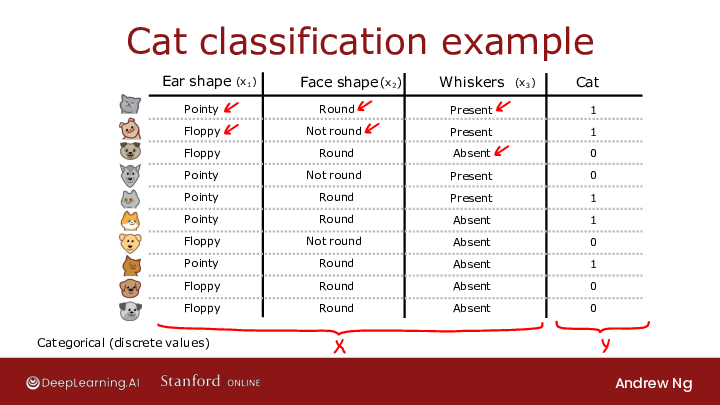 Cat classification example
Ear shape (x₁) Face shape (x₂) Whiskers (x₃) Cat
Pointy Round Present 1
Floppy Not round Present 1
Floppy Round Absent 0
Pointy Not round Present 0
Pointy Round Present 1
Pointy Round Absent 1
Floppy Not round Absent 0
Pointy Round Absent 1
Floppy Round Absent 0
Floppy Round Absent 0
X y
Categorical (discrete values)
DeepLearning.AI Stanford ONLINE Andrew Ng